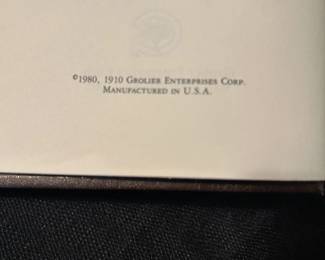 ©1980, 1910 Grolier Enterprises Corp.
Manufactured in U.S.A.